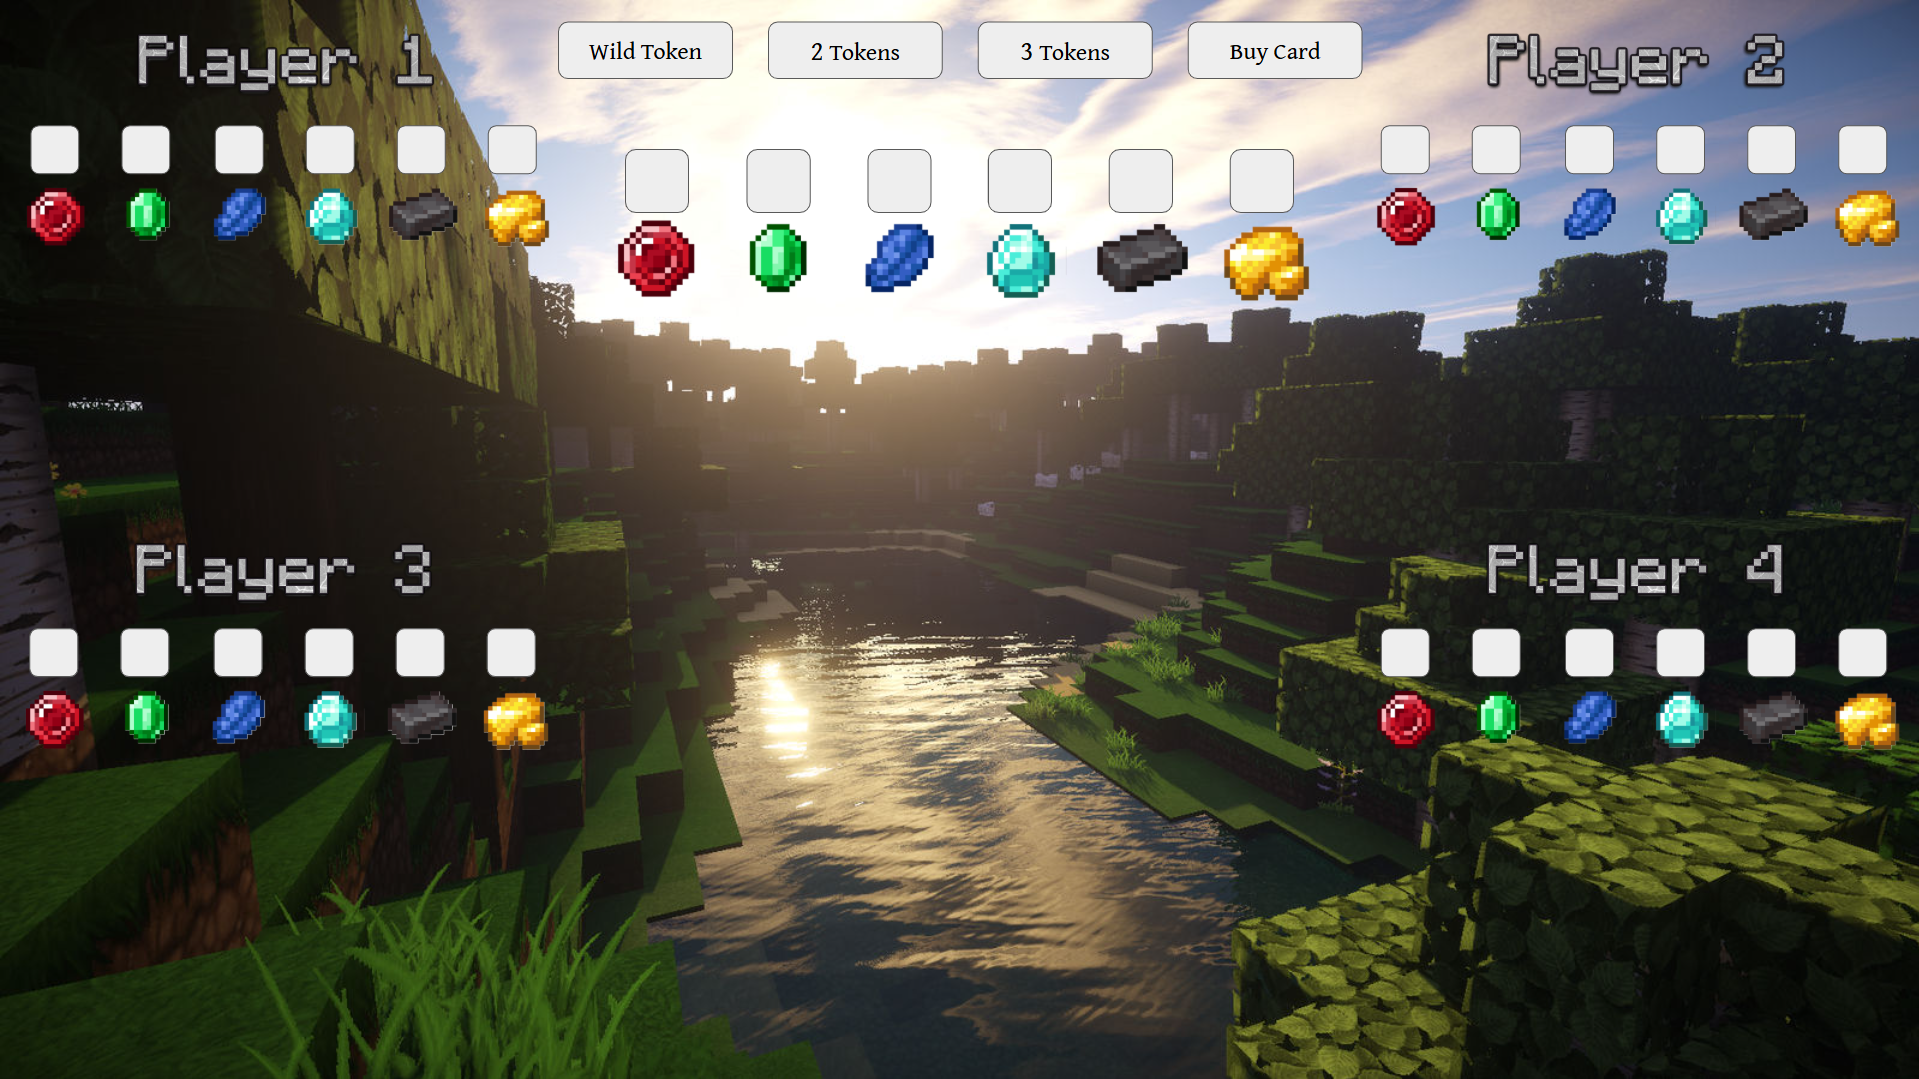 Player 1
Wild Token
2 Tokens
3 Tokens
Buy Card
Player 2
Player 3
Player 4